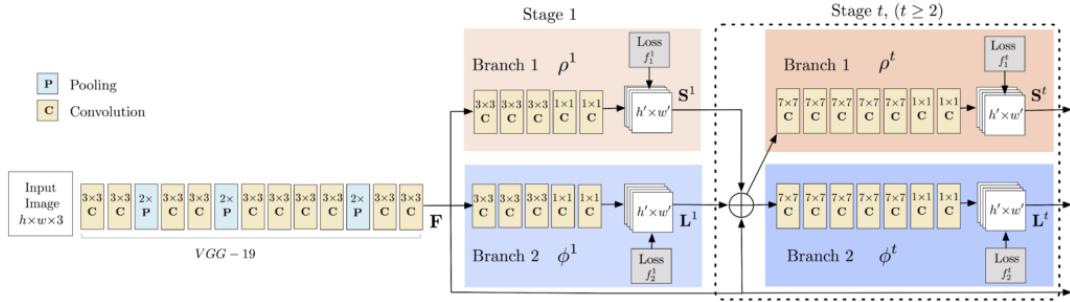 Stage 1
Stage t, (t ≥ 2)
P Pooling
C Convolution
Branch 1 ρ¹
Loss
f₁¹
S¹
3×3 C 3×3 C 3×3 C 1×1 C 1×1 C
h′×w′
Branch 1 ρᵗ
Loss
f₁ᵗ
Sᵗ
7×7 C 7×7 C 7×7 C 7×7 C 7×7 C 1×1 C 1×1 C
h′×w′
Input
Image
h×w×3
3×3 C 3×3 C 2× P 3×3 C 3×3 C 2× P 3×3 C 3×3 C 3×3 C 3×3 C 2× P 3×3 C 3×3 C
F
VGG − 19
3×3 C 3×3 C 3×3 C 1×1 C 1×1 C
h′×w′
L¹
Branch 2 ϕ¹
Loss
f₂¹
7×7 C 7×7 C 7×7 C 7×7 C 7×7 C 1×1 C 1×1 C
h′×w′
Lᵗ
Branch 2 ϕᵗ
Loss
f₂ᵗ